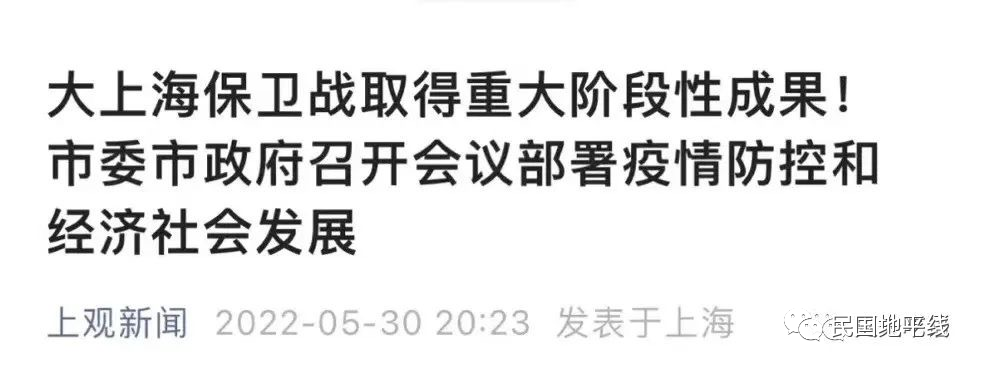 大上海保卫战取得重大阶段性成果！
市委市政府召开会议部署疫情防控和
经济社会发展
上观新闻 2022-05-30 20:23 发表于上海
民国地平线